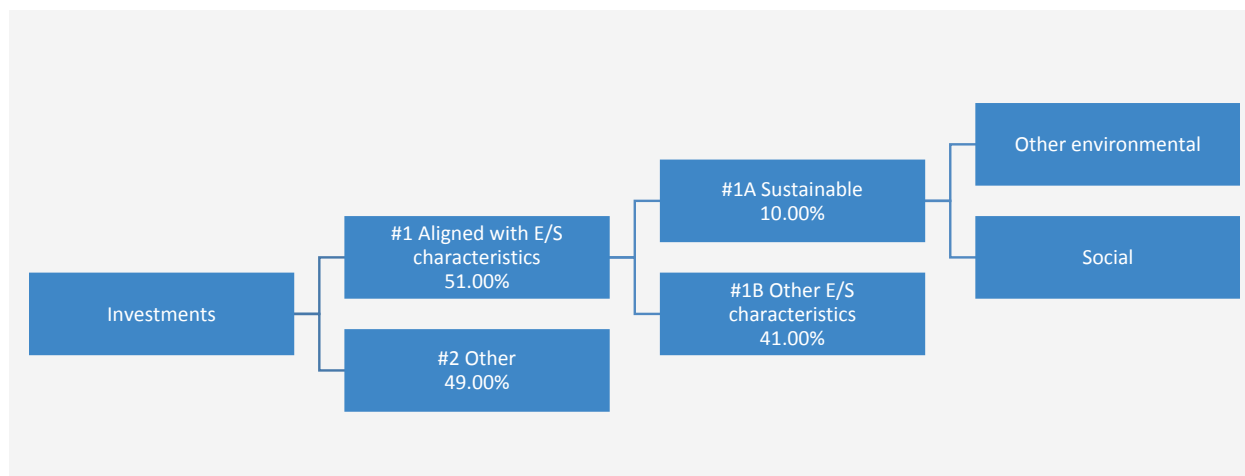 Investments
#1 Aligned with E/S
characteristics
51.00%
#2 Other
49.00%
#1A Sustainable
10.00%
#1B Other E/S
characteristics
41.00%
Other environmental
Social